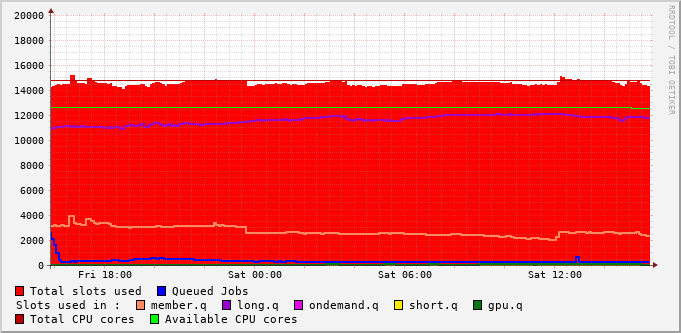 20000
18000
16000
14000
12000
10000
8000
6000
4000
2000
0
Fri 18:00 Sat 00:00 Sat 06:00 Sat 12:00
RRDTOOL / TOBI OETIKER
Total slots used Queued Jobs
Slots used in : member.q long.q ondemand.q short.q gpu.q
Total CPU cores Available CPU cores